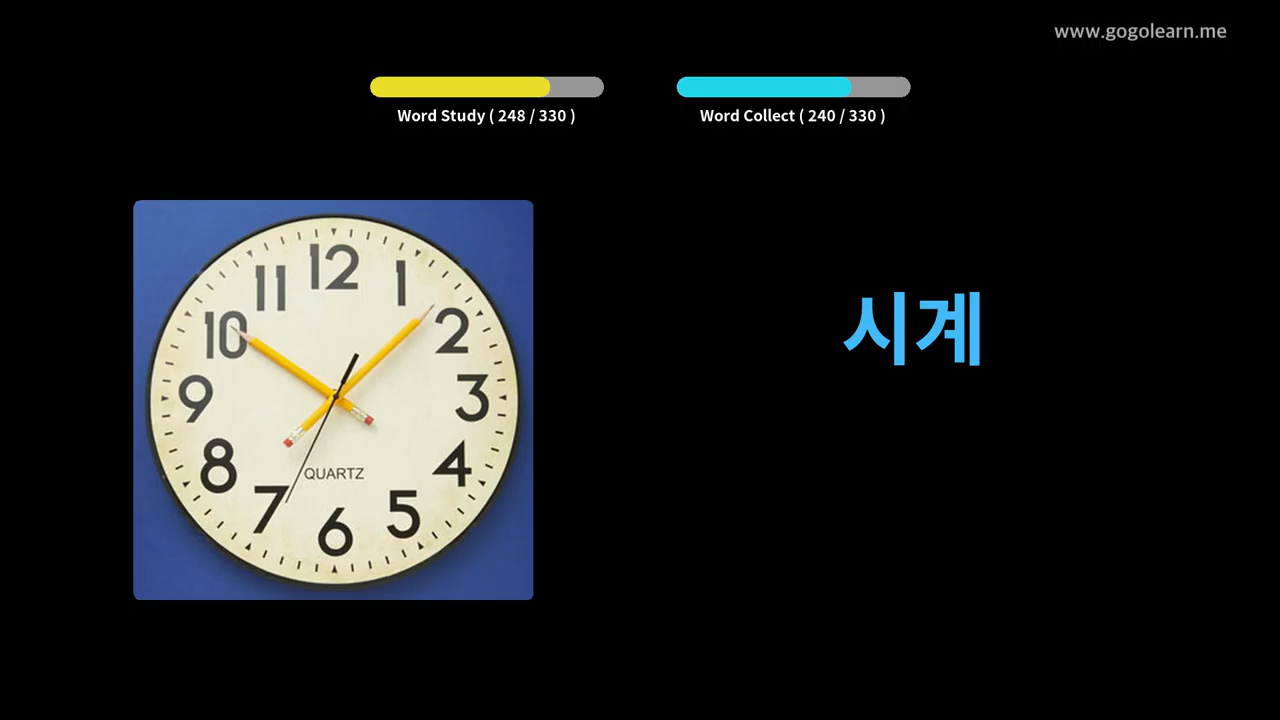 www.gogolearn.me
Word Study ( 248 / 330 )
Word Collect ( 240 / 330 )
12
1
2
3
4
5
6
7
8
9
10
11
QUARTZ
시계